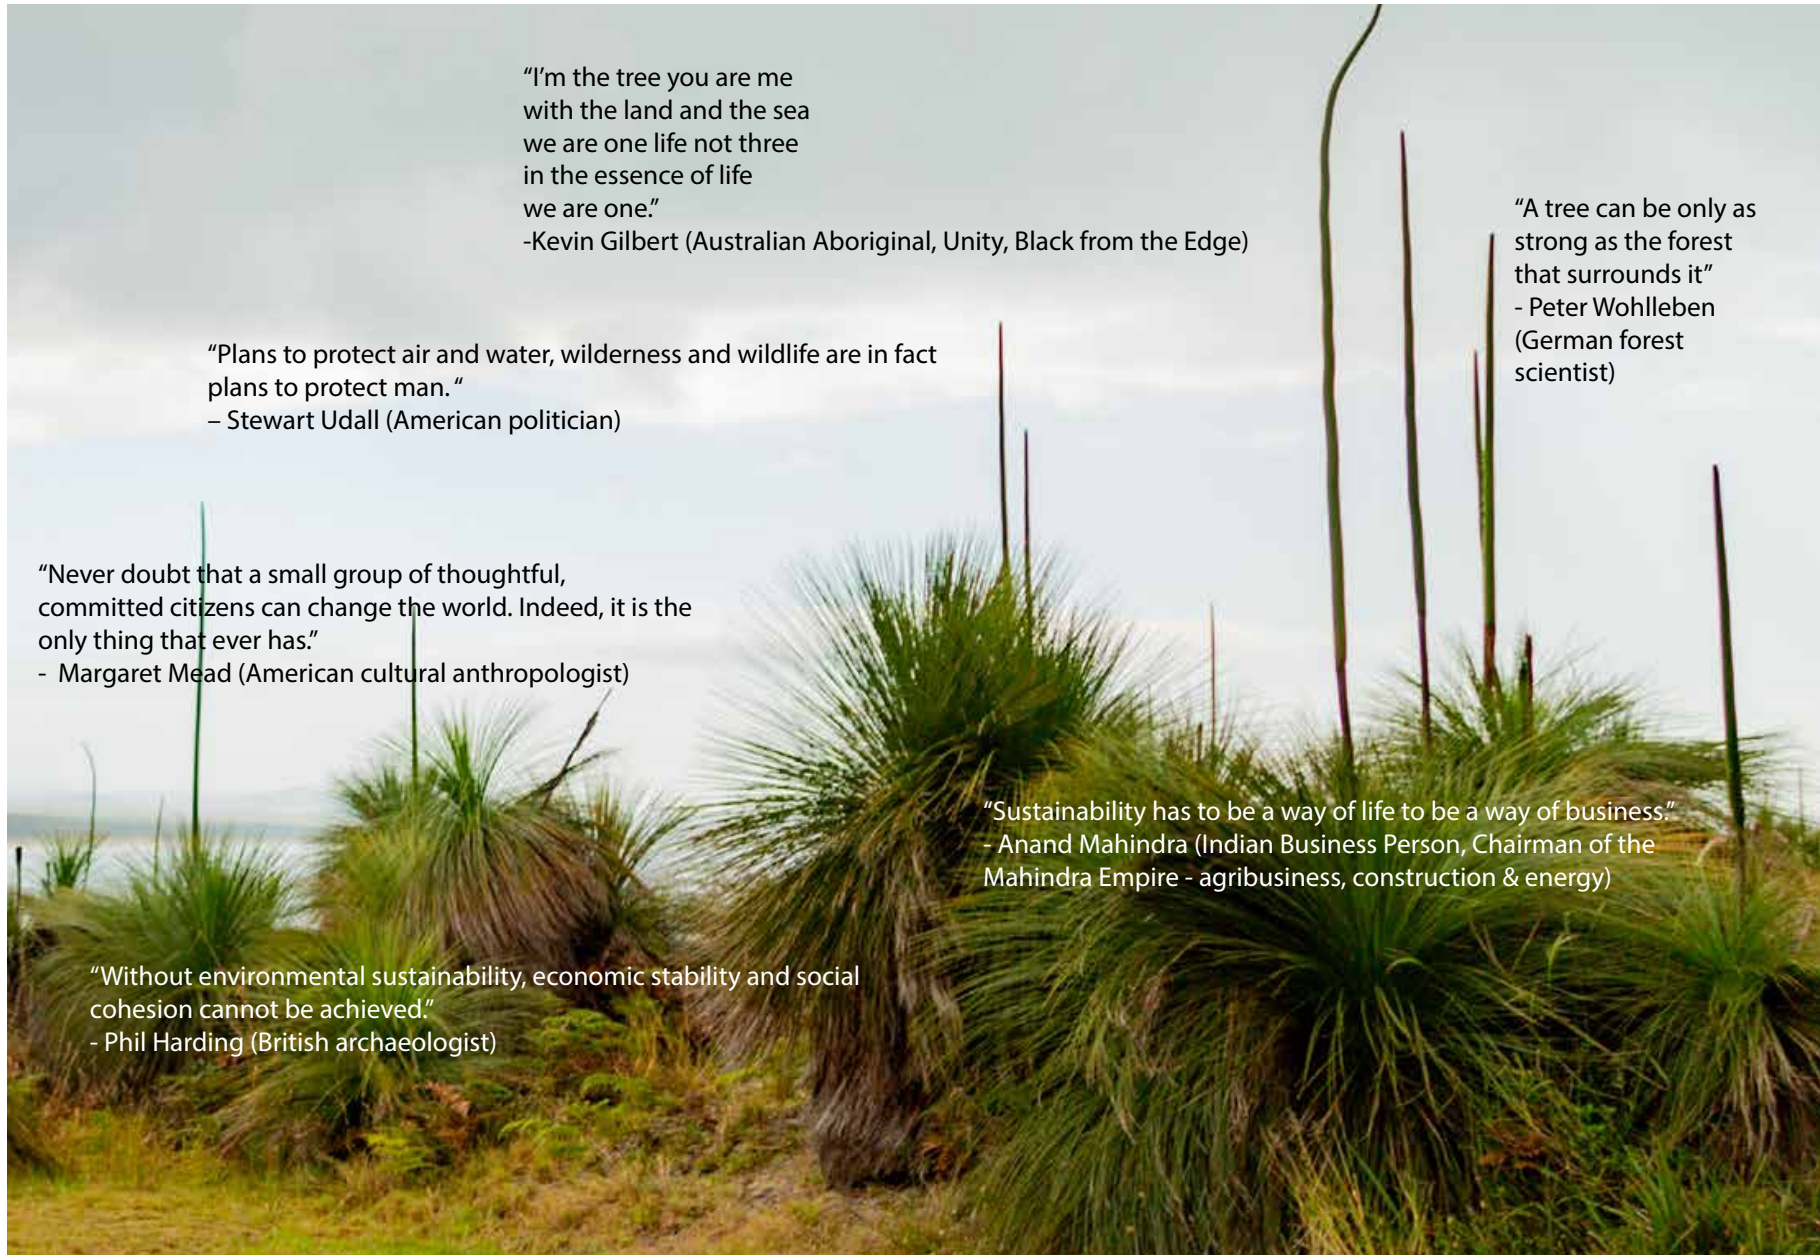 “I’m the tree you are me
with the land and the sea
we are one life not three
in the essence of life
we are one.”
-Kevin Gilbert (Australian Aboriginal, Unity, Black from the Edge)
“A tree can be only as
strong as the forest
that surrounds it”
- Peter Wohlleben
(German forest
scientist)
“Plans to protect air and water, wilderness and wildlife are in fact
plans to protect man. “
– Stewart Udall (American politician)
“Never doubt that a small group of thoughtful,
committed citizens can change the world. Indeed, it is the
only thing that ever has.”
-  Margaret Mead (American cultural anthropologist)
“Sustainability has to be a way of life to be a way of business.”
- Anand Mahindra (Indian Business Person, Chairman of the
Mahindra Empire - agribusiness, construction & energy)
“Without environmental sustainability, economic stability and social
cohesion cannot be achieved.”
- Phil Harding (British archaeologist)